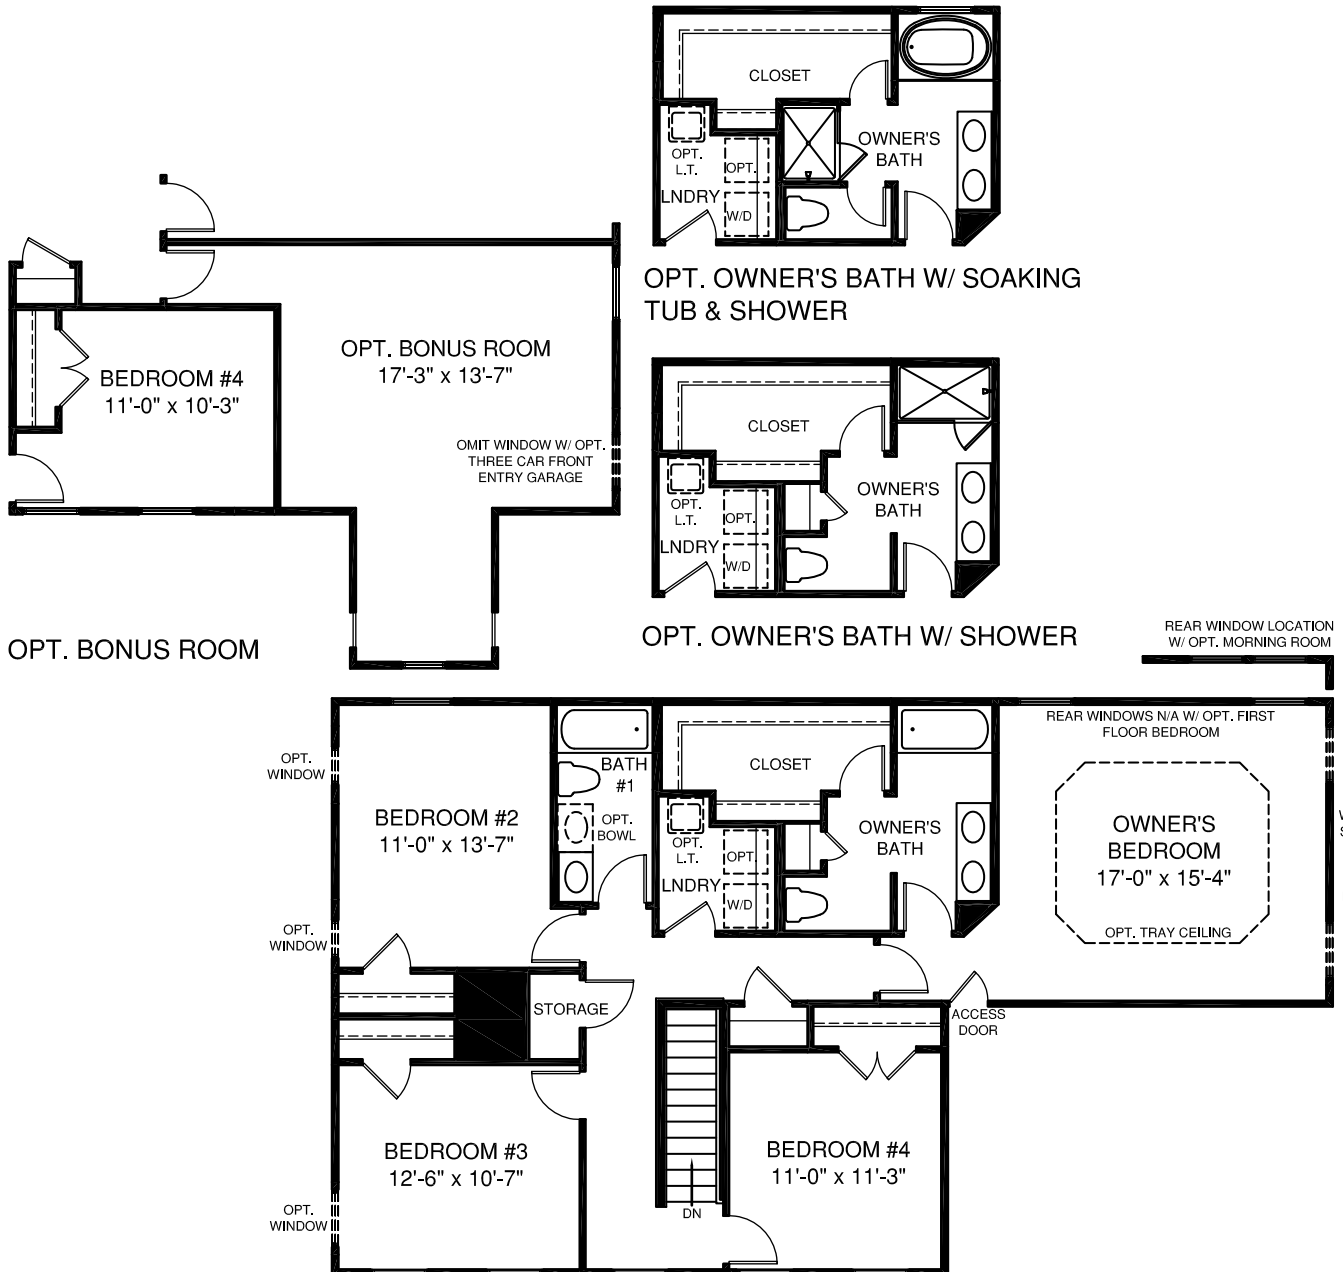 CLOSET
OPT.
L.T.
OPT.
LNDRY
W/D
OWNER'S
BATH
OPT. OWNER'S BATH W/ SOAKING
TUB & SHOWER
BEDROOM #4
11'-0" x 10'-3"
OPT. BONUS ROOM
17'-3" x 13'-7"
OMIT WINDOW W/ OPT.
THREE CAR FRONT
ENTRY GARAGE
OPT. BONUS ROOM
CLOSET
OPT.
L.T.
OPT.
LNDRY
W/D
OWNER'S
BATH
OPT. OWNER'S BATH W/ SHOWER
REAR WINDOW LOCATION
W/ OPT. MORNING ROOM
REAR WINDOWS N/A W/ OPT. FIRST
FLOOR BEDROOM
OPT.
WINDOW
BEDROOM #2
11'-0" x 13'-7"
BATH
#1
OPT.
BOWL
CLOSET
OPT.
L.T.
OPT.
LNDRY
W/D
OWNER'S
BATH
OWNER'S
BEDROOM
17'-0" x 15'-4"
OPT. TRAY CEILING
W
S
OPT.
WINDOW
STORAGE
ACCESS
DOOR
BEDROOM #3
12'-6" x 10'-7"
OPT.
WINDOW
DN
BEDROOM #4
11'-0" x 11'-3"